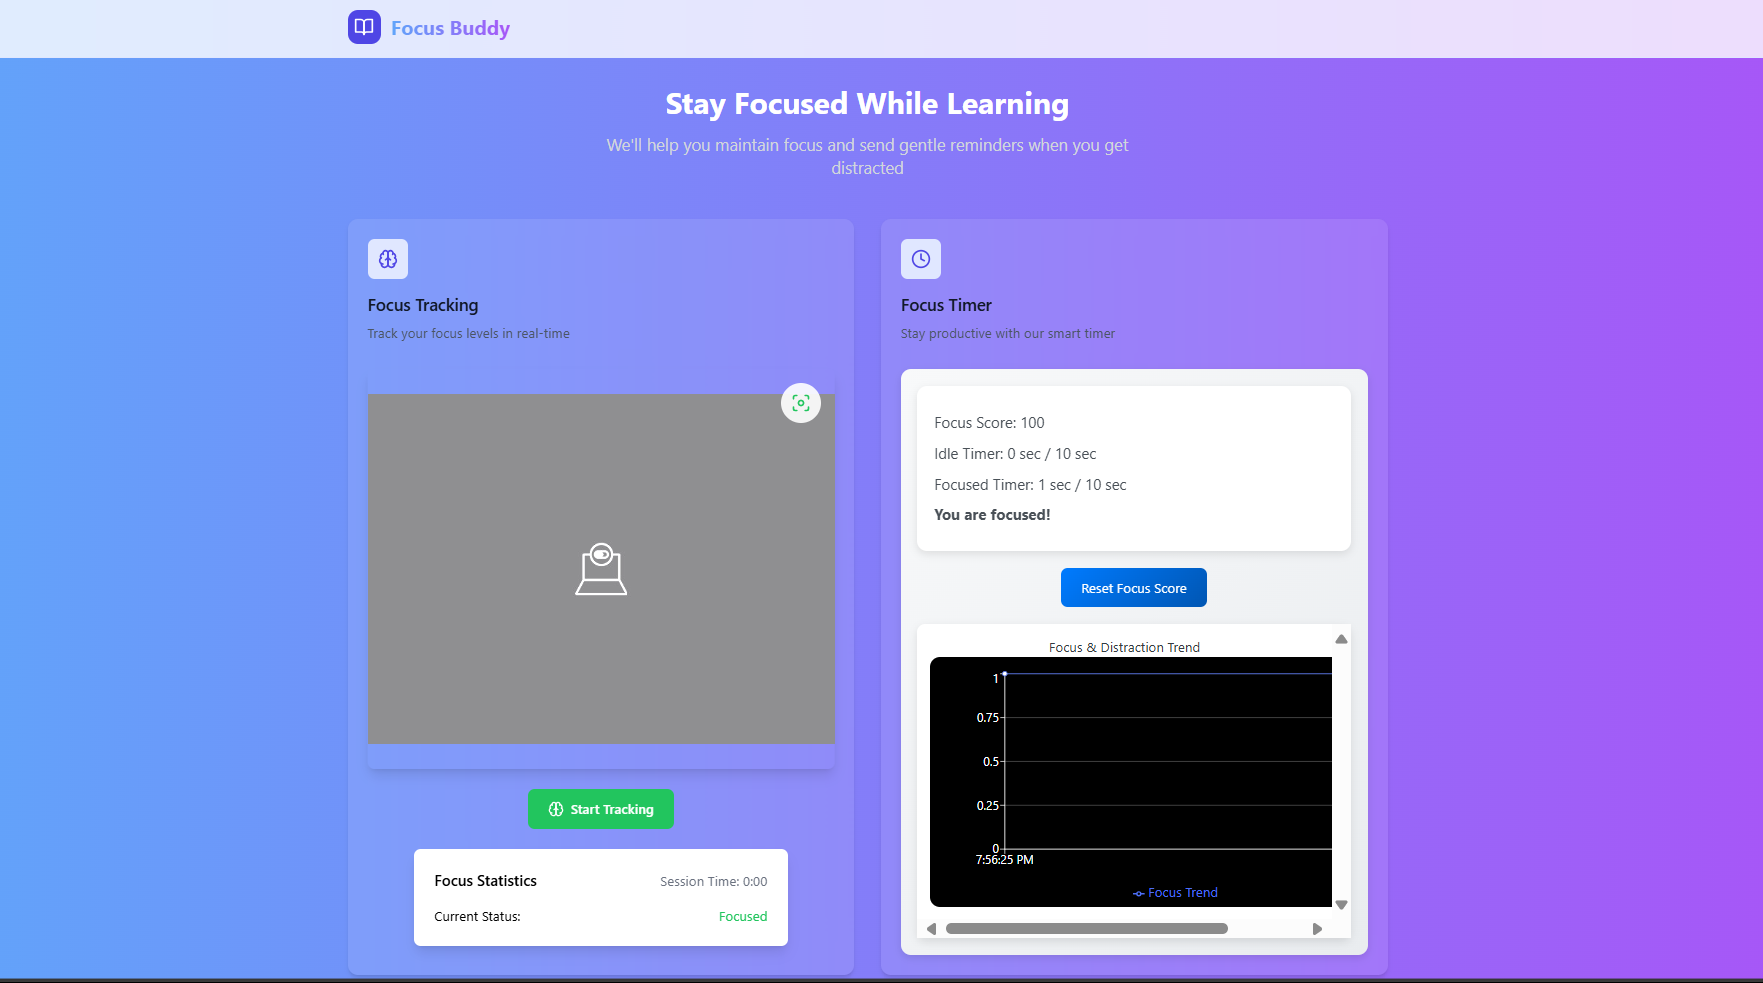 Focus Buddy
Stay Focused While Learning
We'll help you maintain focus and send gentle reminders when you get
distracted
Focus Tracking
Track your focus levels in real-time
Start Tracking
Focus Statistics
Session Time: 0:00
Current Status:
Focused
Focus Timer
Stay productive with our smart timer
Focus Score: 100
Idle Timer: 0 sec / 10 sec
Focused Timer: 1 sec / 10 sec
You are focused!
Reset Focus Score
Focus & Distraction Trend
1
0.75
0.5
0.25
0
7:56:25 PM
Focus Trend